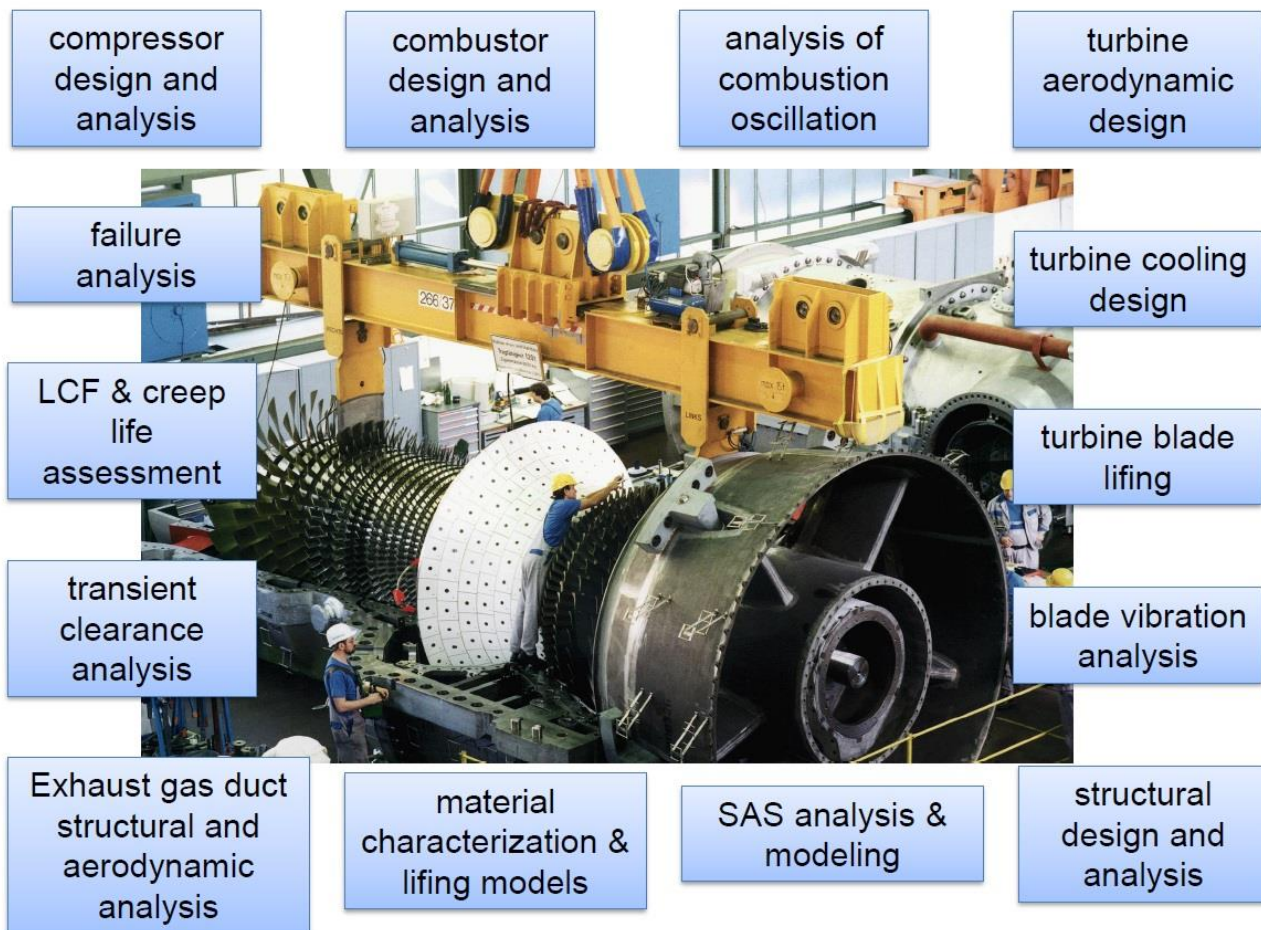 compressor
design and
analysis
combustor
design and
analysis
analysis of
combustion
oscillation
turbine
aerodynamic
design
failure
analysis
turbine cooling
design
266 37
LCF & creep
life
assessment
LINKS
turbine blade
lifing
transient
clearance
analysis
blade vibration
analysis
Exhaust gas duct
structural and
aerodynamic
analysis
material
characterization &
lifing models
SAS analysis &
modeling
structural
design and
analysis